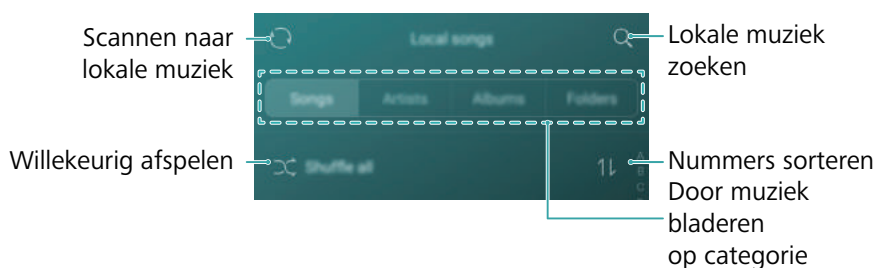 Scannen naar
lokale muziek
Local songs
Lokale muziek
zoeken
Songs Artists Albums Folders
Willekeurig afspelen
Shuffle all
A
B
C
Nummers sorteren
Door muziek
bladeren
op categorie